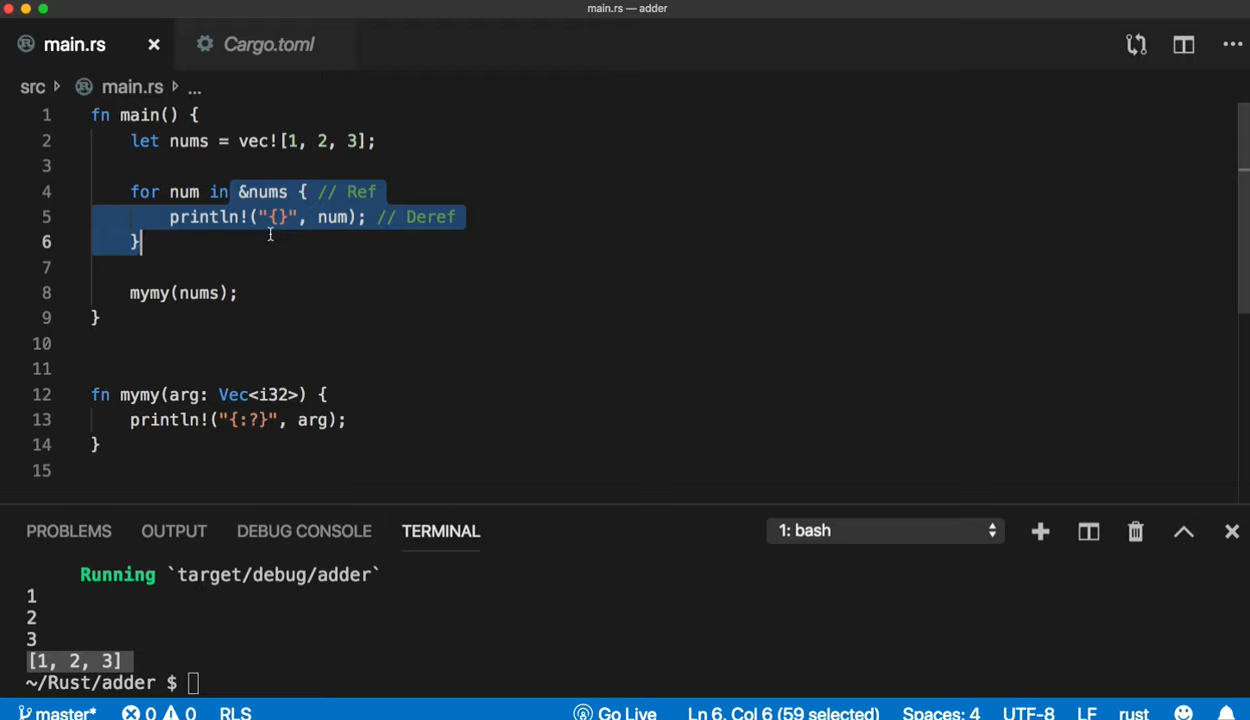 main.rs — adder
main.rs Cargo.toml
src main.rs ...
1 fn main() {
2 let nums = vec![1, 2, 3];
3
4 for num in &nums { // Ref
5 println!("{}", num); // Deref
6 }
7
8 mymy(nums);
9 }
10
11
12 fn mymy(arg: Vec<i32>) {
13 println!("{:?}", arg);
14 }
15
PROBLEMS OUTPUT DEBUG CONSOLE TERMINAL 1: bash
Running `target/debug/adder`
1
2
3
[1, 2, 3]
~/Rust/adder $
master* 0 0 RLS Go Live Ln 6, Col 6 (59 selected) Spaces: 4 UTF-8 LF rust